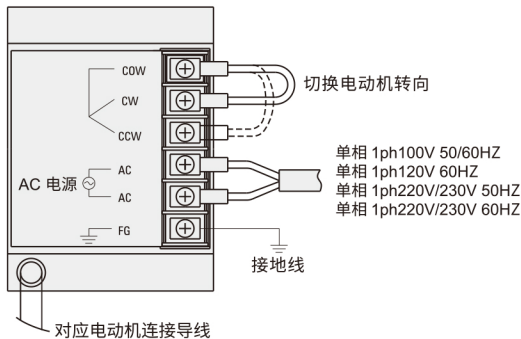 COW
CW
CCW
AC 电源
AC
AC
FG
切换电动机转向
单相 1ph100V 50/60HZ
单相 1ph120V 60HZ
单相 1ph220V/230V 50HZ
单相 1ph220V/230V 60HZ
接地线
对应电动机连接导线